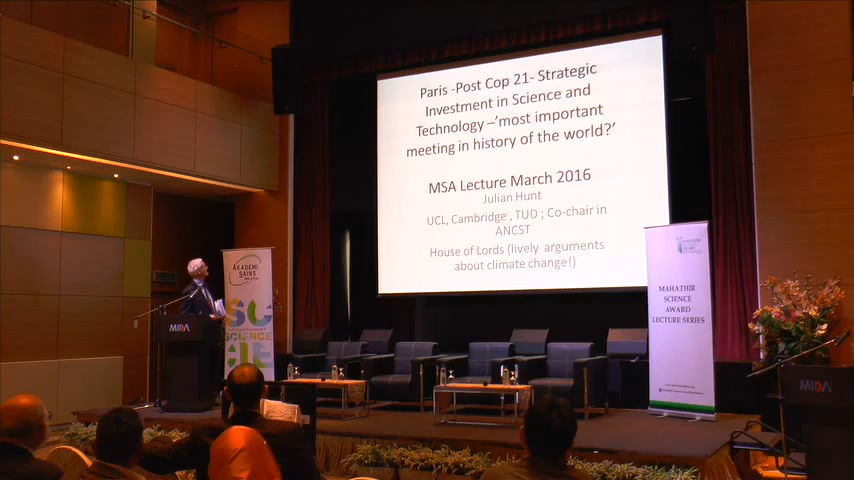 Paris -Post Cop 21- Strategic
Investment in Science and
Technology –'most important
meeting in history of the world?'
MSA Lecture March 2016
Julian Hunt
UCL, Cambridge , TUD ; Co-chair in
ANCST
House of Lords (lively arguments
about climate change!)
AKADEMI
SAINS
SC
SCIENCE
MIDA
MAHATHIR
SCIENCE
AWARD
LECTURE SERIES
MIDA